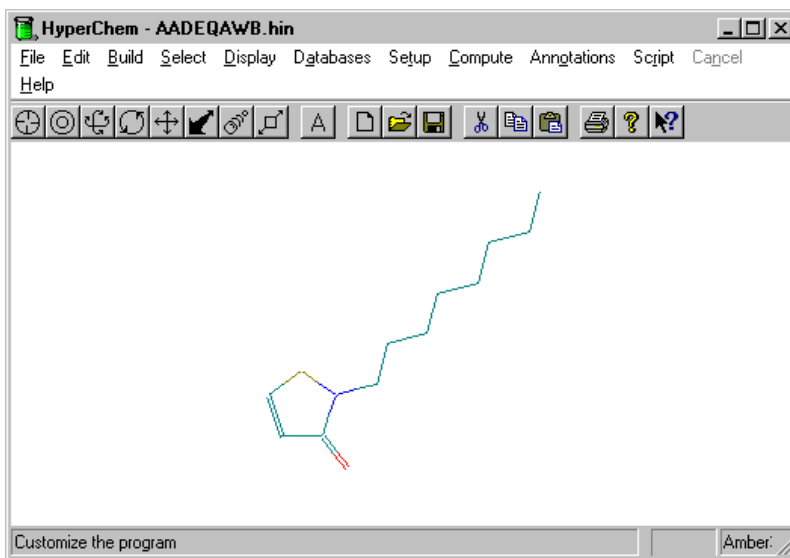 HyperChem - AADEQAWB.hin
File Edit Build Select Display Databases Setup Compute Annotations Script Cancel
Help
A ? ?
Customize the program Amber: